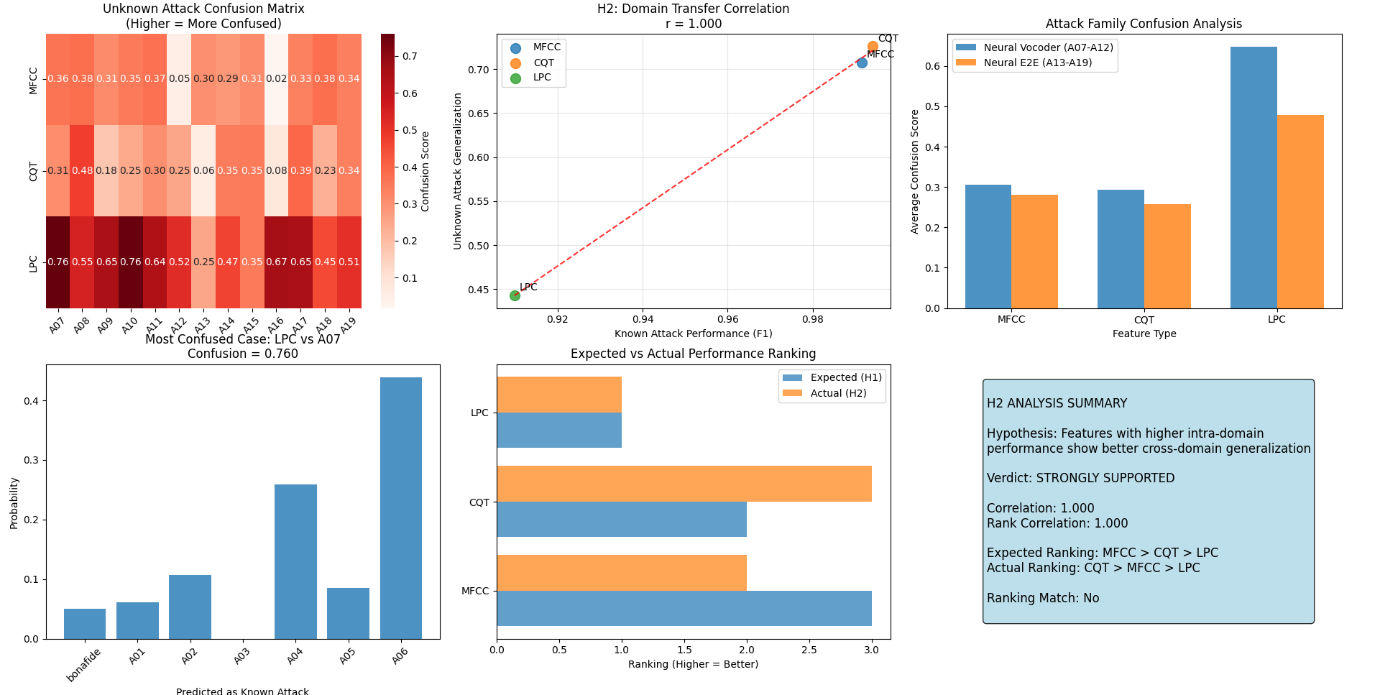 Unknown Attack Confusion Matrix
(Higher = More Confused)
MFCC
CQT
LPC
0.36 0.38 0.31 0.35 0.37 0.05 0.30 0.29 0.31 0.02 0.33 0.38 0.34
0.31 0.48 0.18 0.25 0.30 0.25 0.06 0.35 0.35 0.08 0.39 0.23 0.34
0.76 0.55 0.65 0.76 0.64 0.52 0.25 0.47 0.35 0.67 0.65 0.45 0.51
A07 A08 A09 A10 A11 A12 A13 A14 A15 A16 A17 A18 A19
0.7
0.6
0.5
0.4
0.3
0.2
0.1
Confusion Score
H2: Domain Transfer Correlation
r = 1.000
MFCC
CQT
LPC
CQT
MFCC
LPC
Unknown Attack Generalization
0.70
0.65
0.60
0.55
0.50
0.45
0.92 0.94 0.96 0.98
Known Attack Performance (F1)
Attack Family Confusion Analysis
Neural Vocoder (A07-A12)
Neural E2E (A13-A19)
Average Confusion Score
0.6
0.5
0.4
0.3
0.2
0.1
0.0
MFCC CQT LPC
Feature Type
Most Confused Case: LPC vs A07
Confusion = 0.760
Probability
0.4
0.3
0.2
0.1
0.0
bonafide A01 A02 A03 A04 A05 A06
Predicted as Known Attack
Expected vs Actual Performance Ranking
Expected (H1)
Actual (H2)
LPC
CQT
MFCC
0.0 0.5 1.0 1.5 2.0 2.5 3.0
Ranking (Higher = Better)
H2 ANALYSIS SUMMARY
Hypothesis: Features with higher intra-domain
performance show better cross-domain generalization
Verdict: STRONGLY SUPPORTED
Correlation: 1.000
Rank Correlation: 1.000
Expected Ranking: MFCC > CQT > LPC
Actual Ranking: CQT > MFCC > LPC
Ranking Match: No